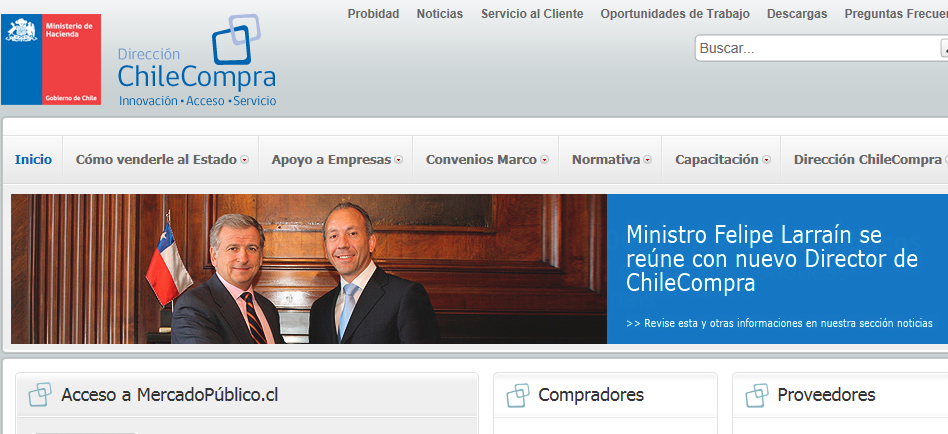 Probidad Noticias Servicio al Cliente Oportunidades de Trabajo Descargas Preguntas
Ministerio de
Hacienda
Gobierno de Chile
Dirección
ChileCompra
Innovación • Acceso • Servicio
Buscar...
Inicio Cómo venderle al Estado Apoyo a Empresas Convenios Marco Normativa Capacitación Dirección ChileCompra
Ministro Felipe Larraín se
reúne con nuevo Director de
ChileCompra
>> Revise esta y otras informaciones en nuestra sección noticias
Acceso a MercadoPúblico.cl Compradores Proveedores